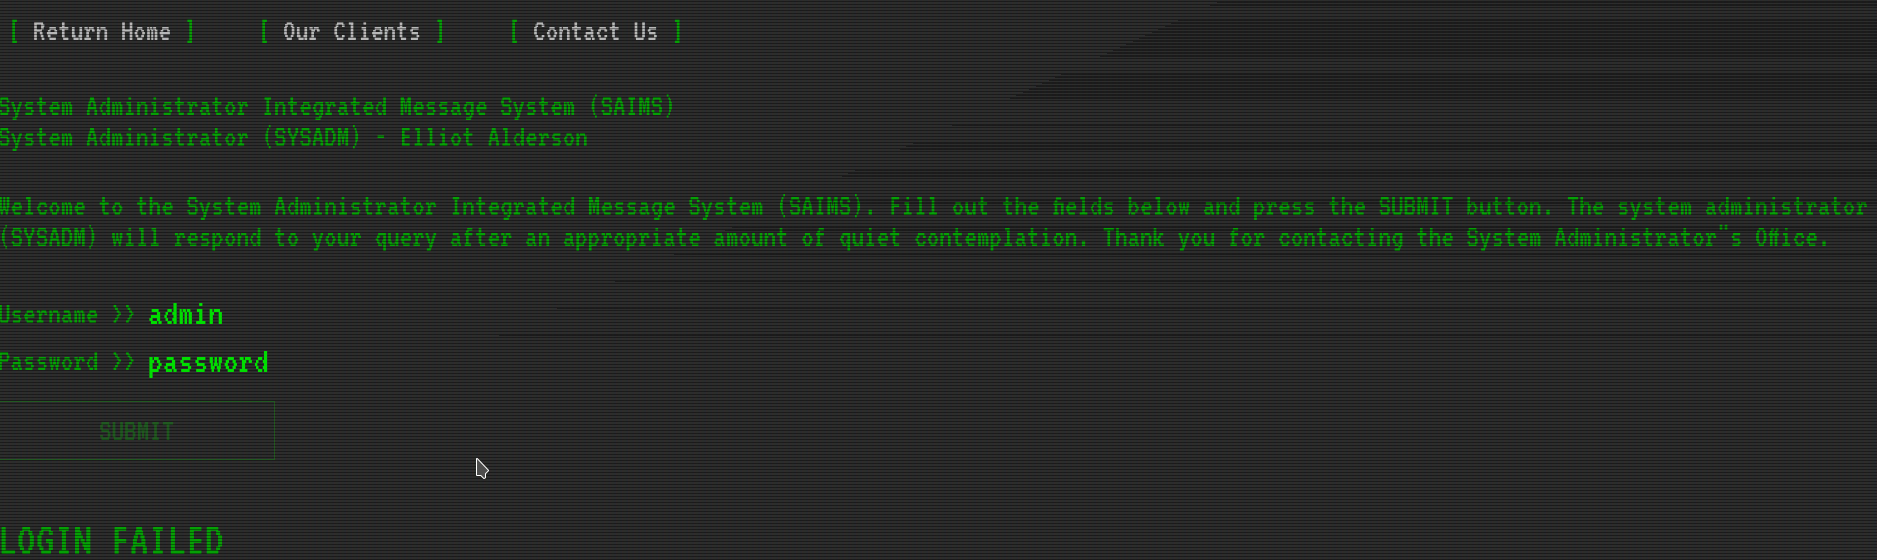 [ Return Home ] [ Our Clients ] [ Contact Us ]
System Administrator Integrated Message System (SAIMS)
System Administrator (SYSADM) - Elliot Alderson
Welcome to the System Administrator Integrated Message System (SAIMS). Fill out the fields below and press the SUBMIT button. The system administrator
(SYSADM) will respond to your query after an appropriate amount of quiet contemplation. Thank you for contacting the System Administrator"s Office.
Username >> admin
Password >> password
SUBMIT
LOGIN FAILED